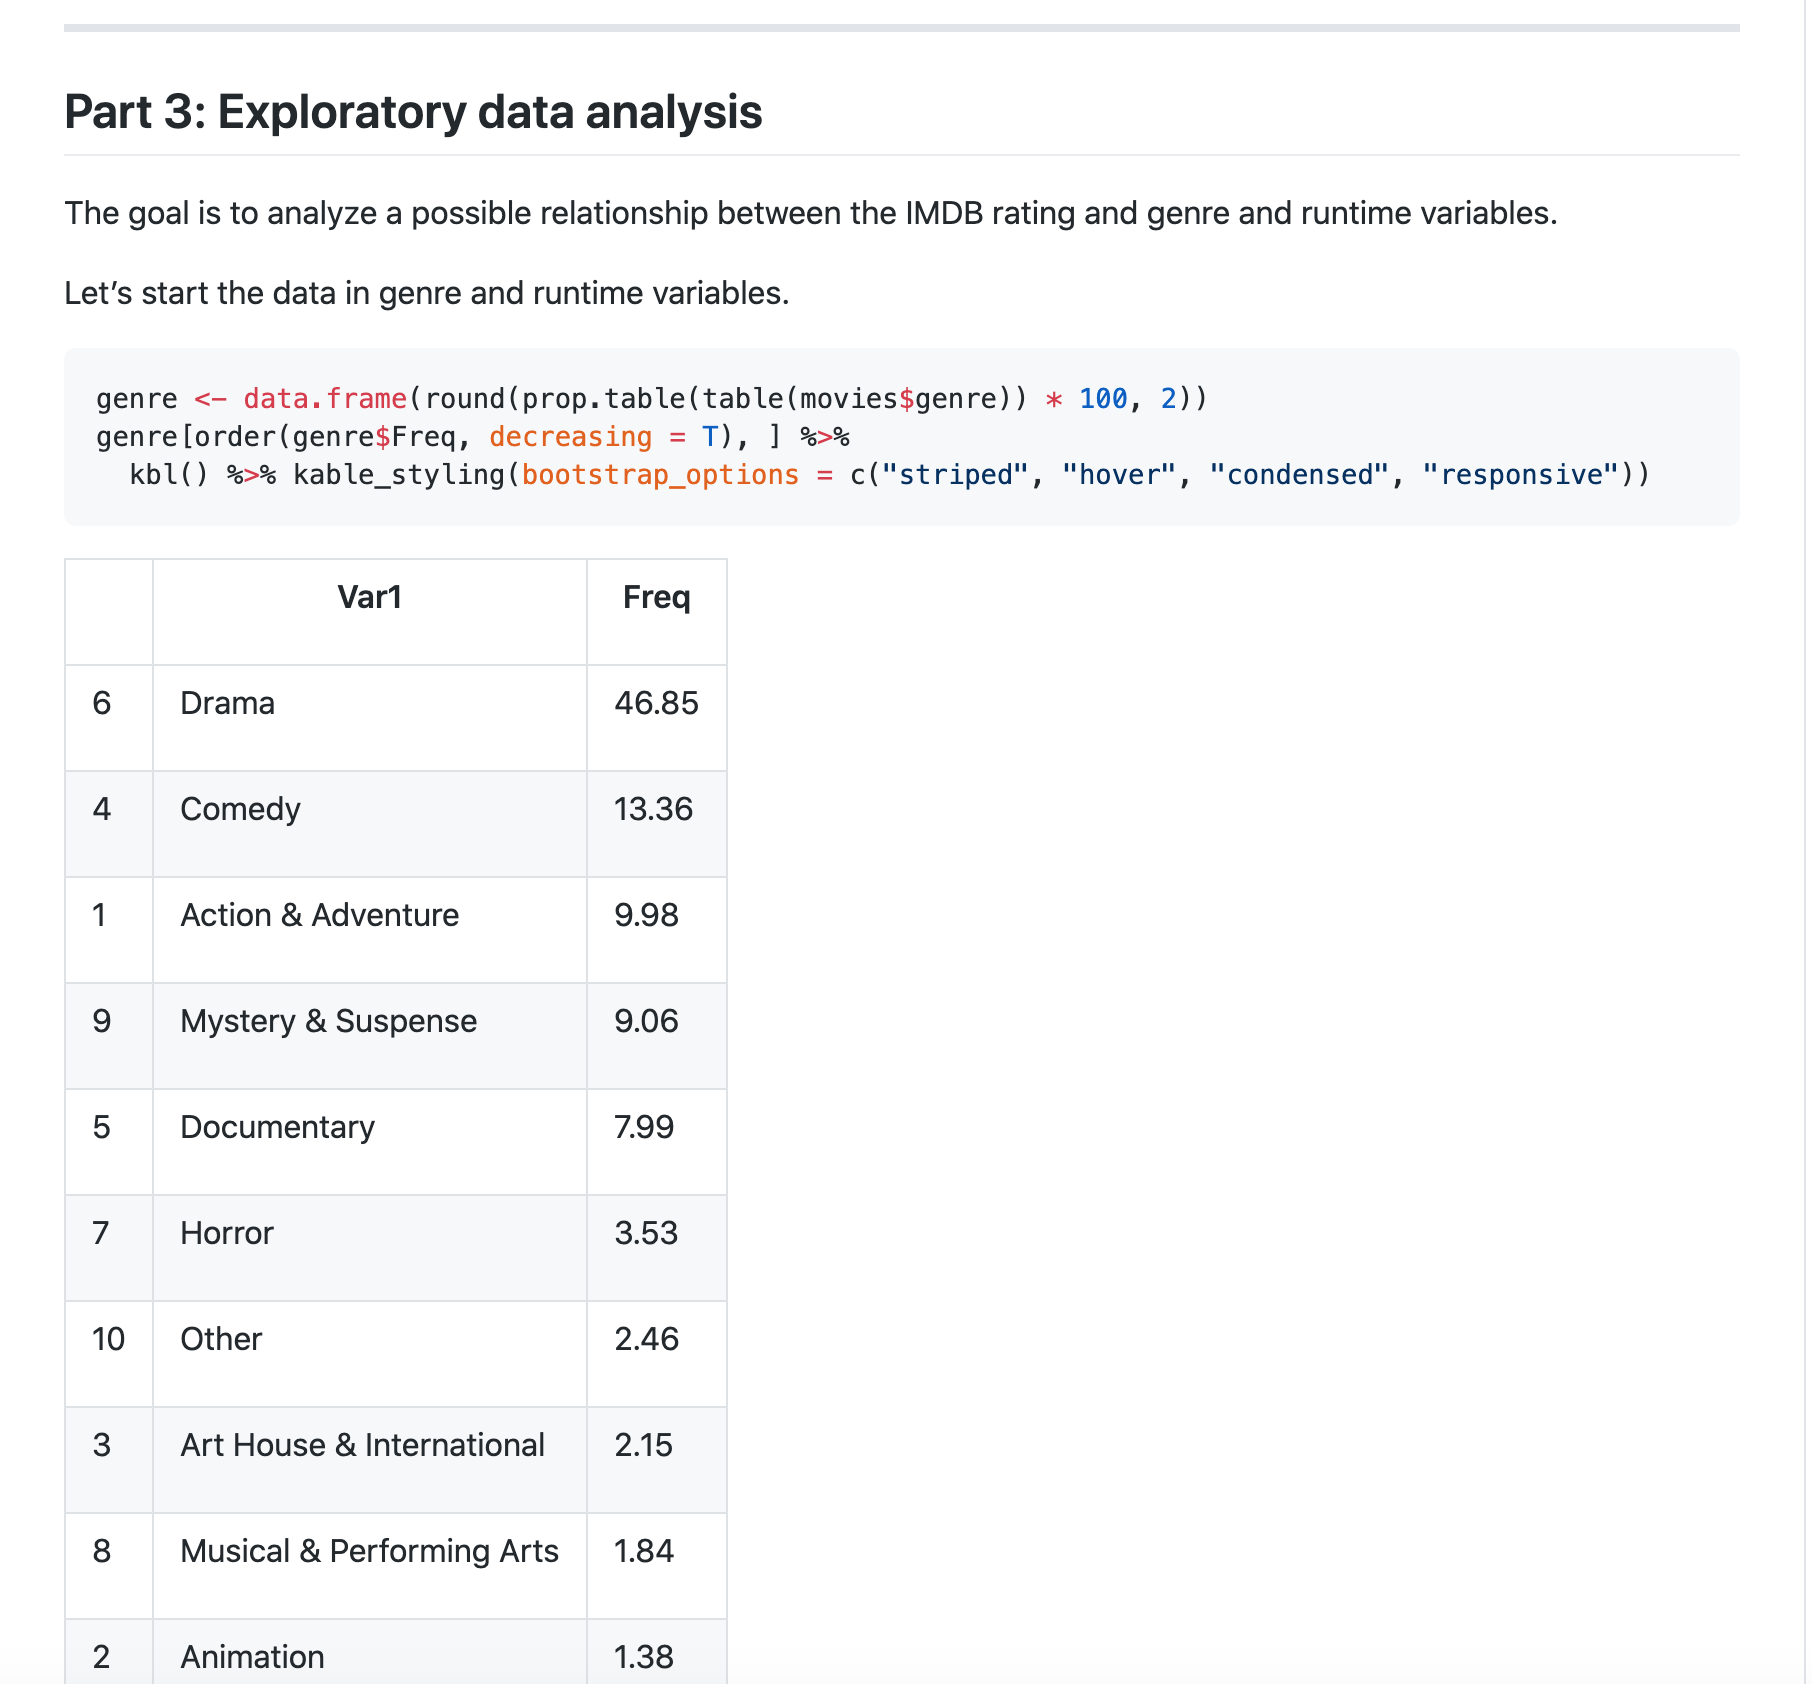 Part 3: Exploratory data analysis
The goal is to analyze a possible relationship between the IMDB rating and genre and runtime variables.
Let’s start the data in genre and runtime variables.
genre <- data.frame(round(prop.table(table(movies$genre)) * 100, 2))
genre[order(genre$Freq, decreasing = T), ] %>%
  kbl() %>% kable_styling(bootstrap_options = c("striped", "hover", "condensed", "responsive"))
Var1 Freq
6 Drama 46.85
4 Comedy 13.36
1 Action & Adventure 9.98
9 Mystery & Suspense 9.06
5 Documentary 7.99
7 Horror 3.53
10 Other 2.46
3 Art House & International 2.15
8 Musical & Performing Arts 1.84
2 Animation 1.38